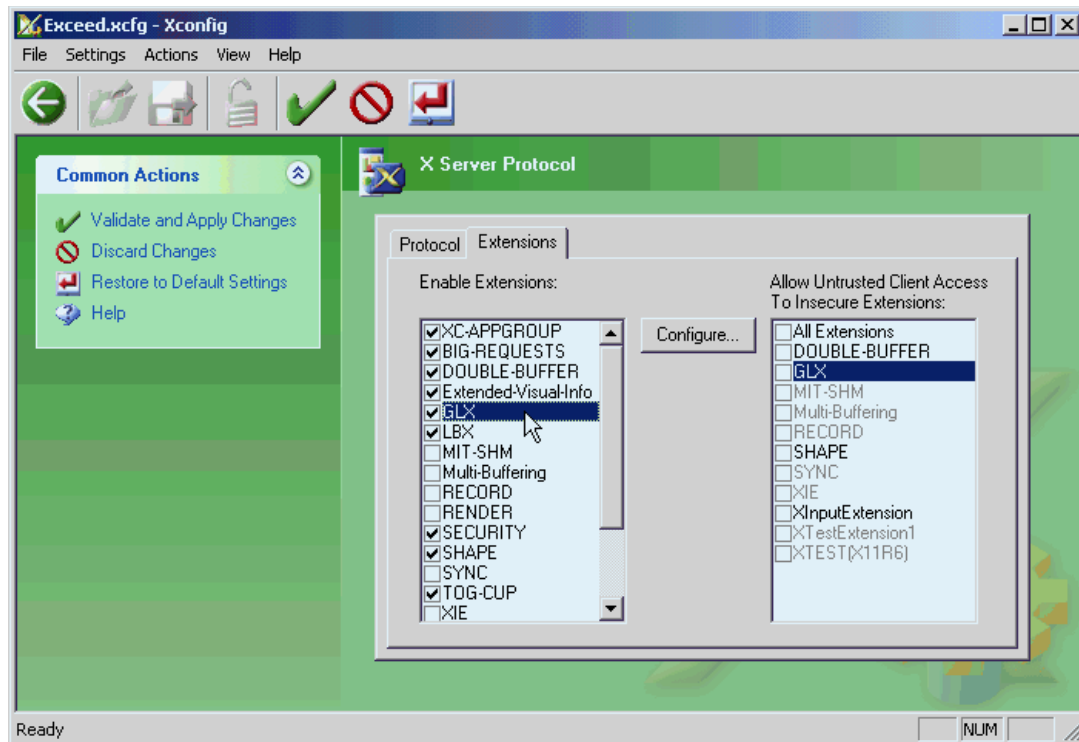 Exceed.xcfg - Xconfig
File Settings Actions View Help
Common Actions
Validate and Apply Changes
Discard Changes
Restore to Default Settings
Help
X Server Protocol
Protocol Extensions
Enable Extensions:
XC-APPGROUP
BIG-REQUESTS
DOUBLE-BUFFER
Extended-Visual-Info
GLX
LBX
MIT-SHM
Multi-Buffering
RECORD
RENDER
SECURITY
SHAPE
SYNC
TOG-CUP
XIE
Configure...
Allow Untrusted Client Access
To Insecure Extensions:
All Extensions
DOUBLE-BUFFER
GLX
MIT-SHM
Multi-Buffering
RECORD
SHAPE
SYNC
XIE
XInputExtension
XTestExtension1
XTEST(X11R6)
Ready
NUM